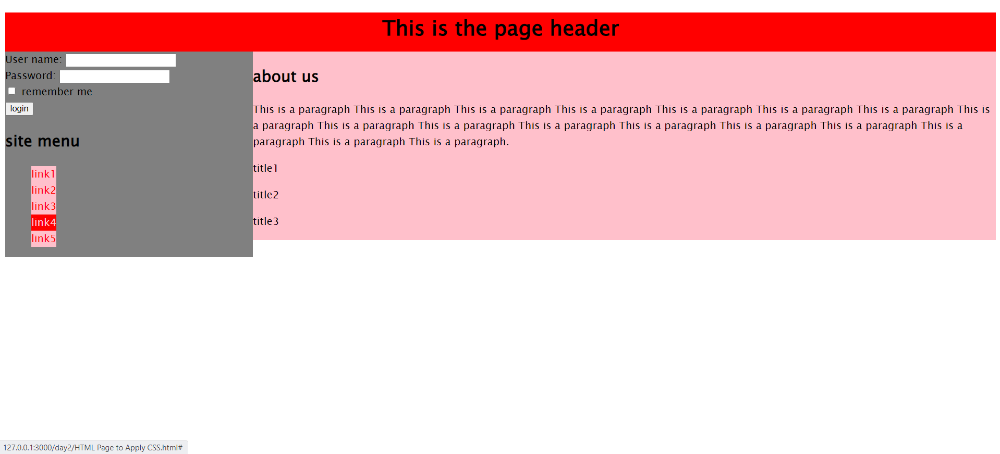 This is the page header
User name:
Password:
remember me
login
site menu
link1
link2
link3
link4
link5
about us
This is a paragraph This is a paragraph This is a paragraph This is a paragraph This is a paragraph This is a paragraph This is a paragraph This is
a paragraph This is a paragraph This is a paragraph This is a paragraph This is a paragraph This is a paragraph This is a paragraph This is a
paragraph This is a paragraph This is a paragraph.
title1
title2
title3
127.0.0.1:3000/day2/HTML Page to Apply CSS.html#